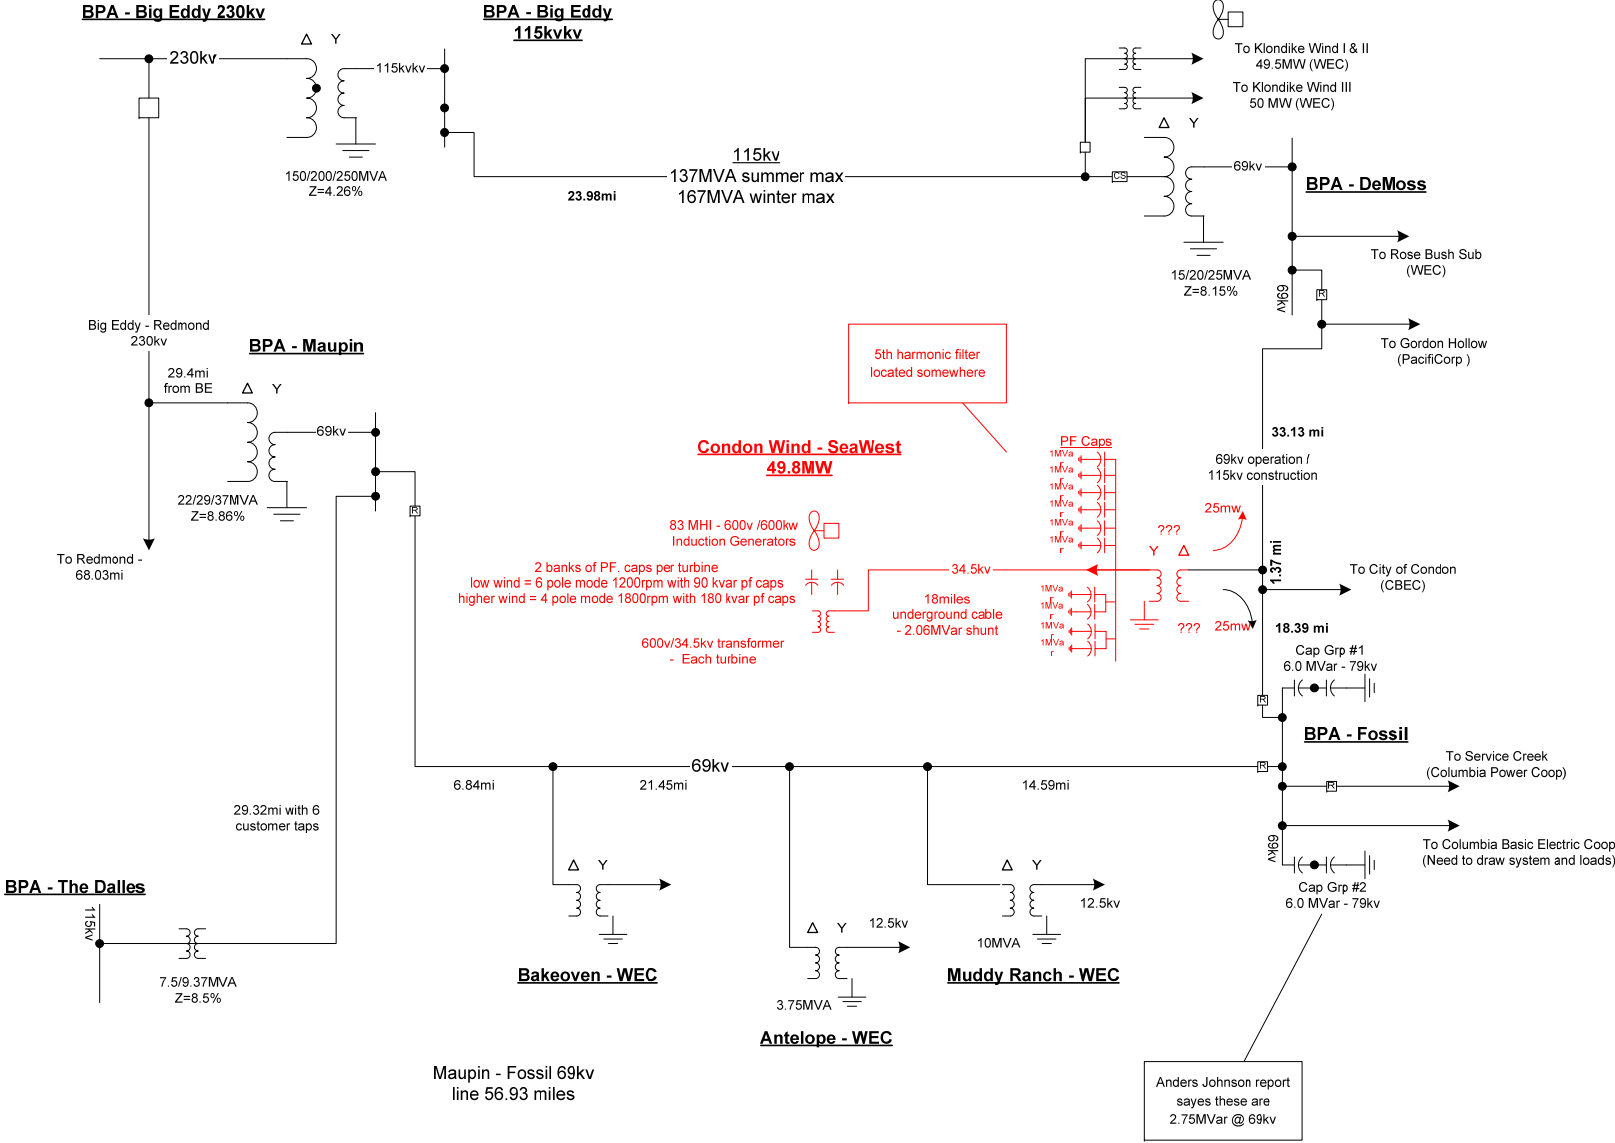 BPA - Big Eddy 230kv
BPA - Big Eddy
115kvkv
230kv
Δ Y
115kvkv
150/200/250MVA
Z=4.26%
115kv
137MVA summer max
167MVA winter max
23.98mi
To Klondike Wind I & II
49.5MW (WEC)
To Klondike Wind III
50 MW (WEC)
Δ Y
CS
69kv
BPA - DeMoss
To Rose Bush Sub
(WEC)
15/20/25MVA
Z=8.15%
69kv
R
To Gordon Hollow
(PacifiCorp )
Big Eddy - Redmond
230kv
BPA - Maupin
29.4mi
from BE
Δ Y
69kv
22/29/37MVA
Z=8.86%
R
To Redmond -
68.03mi
5th harmonic filter
located somewhere
33.13 mi
69kv operation /
115kv construction
Condon Wind - SeaWest
49.8MW
PF Caps
1MVa
r
1MVa
r
1MVa
r
1MVa
r
1MVa
r
1MVa
r
83 MHI - 600v /600kw
Induction Generators
2 banks of PF. caps per turbine
low wind = 6 pole mode 1200rpm with 90 kvar pf caps
higher wind = 4 pole mode 1800rpm with 180 kvar pf caps
34.5kv
18miles
underground cable
- 2.06MVar shunt
600v/34.5kv transformer
- Each turbine
1MVa
r
1MVa
r
1MVa
r
1MVa
r
???
Y Δ
25mw
???
25mw
1.37 mi
To City of Condon
(CBEC)
18.39 mi
Cap Grp #1
6.0 MVar - 79kv
R
BPA - Fossil
To Service Creek
(Columbia Power Coop)
R
R
69kv
To Columbia Basic Electric Coop
(Need to draw system and loads)
Cap Grp #2
6.0 MVar - 79kv
69kv
6.84mi
21.45mi
14.59mi
29.32mi with 6
customer taps
BPA - The Dalles
115kv
7.5/9.37MVA
Z=8.5%
Δ Y
Bakeoven - WEC
Δ Y
12.5kv
3.75MVA
Antelope - WEC
Δ Y
12.5kv
10MVA
Muddy Ranch - WEC
Maupin - Fossil 69kv
line 56.93 miles
Anders Johnson report
sayes these are
2.75MVar @ 69kv